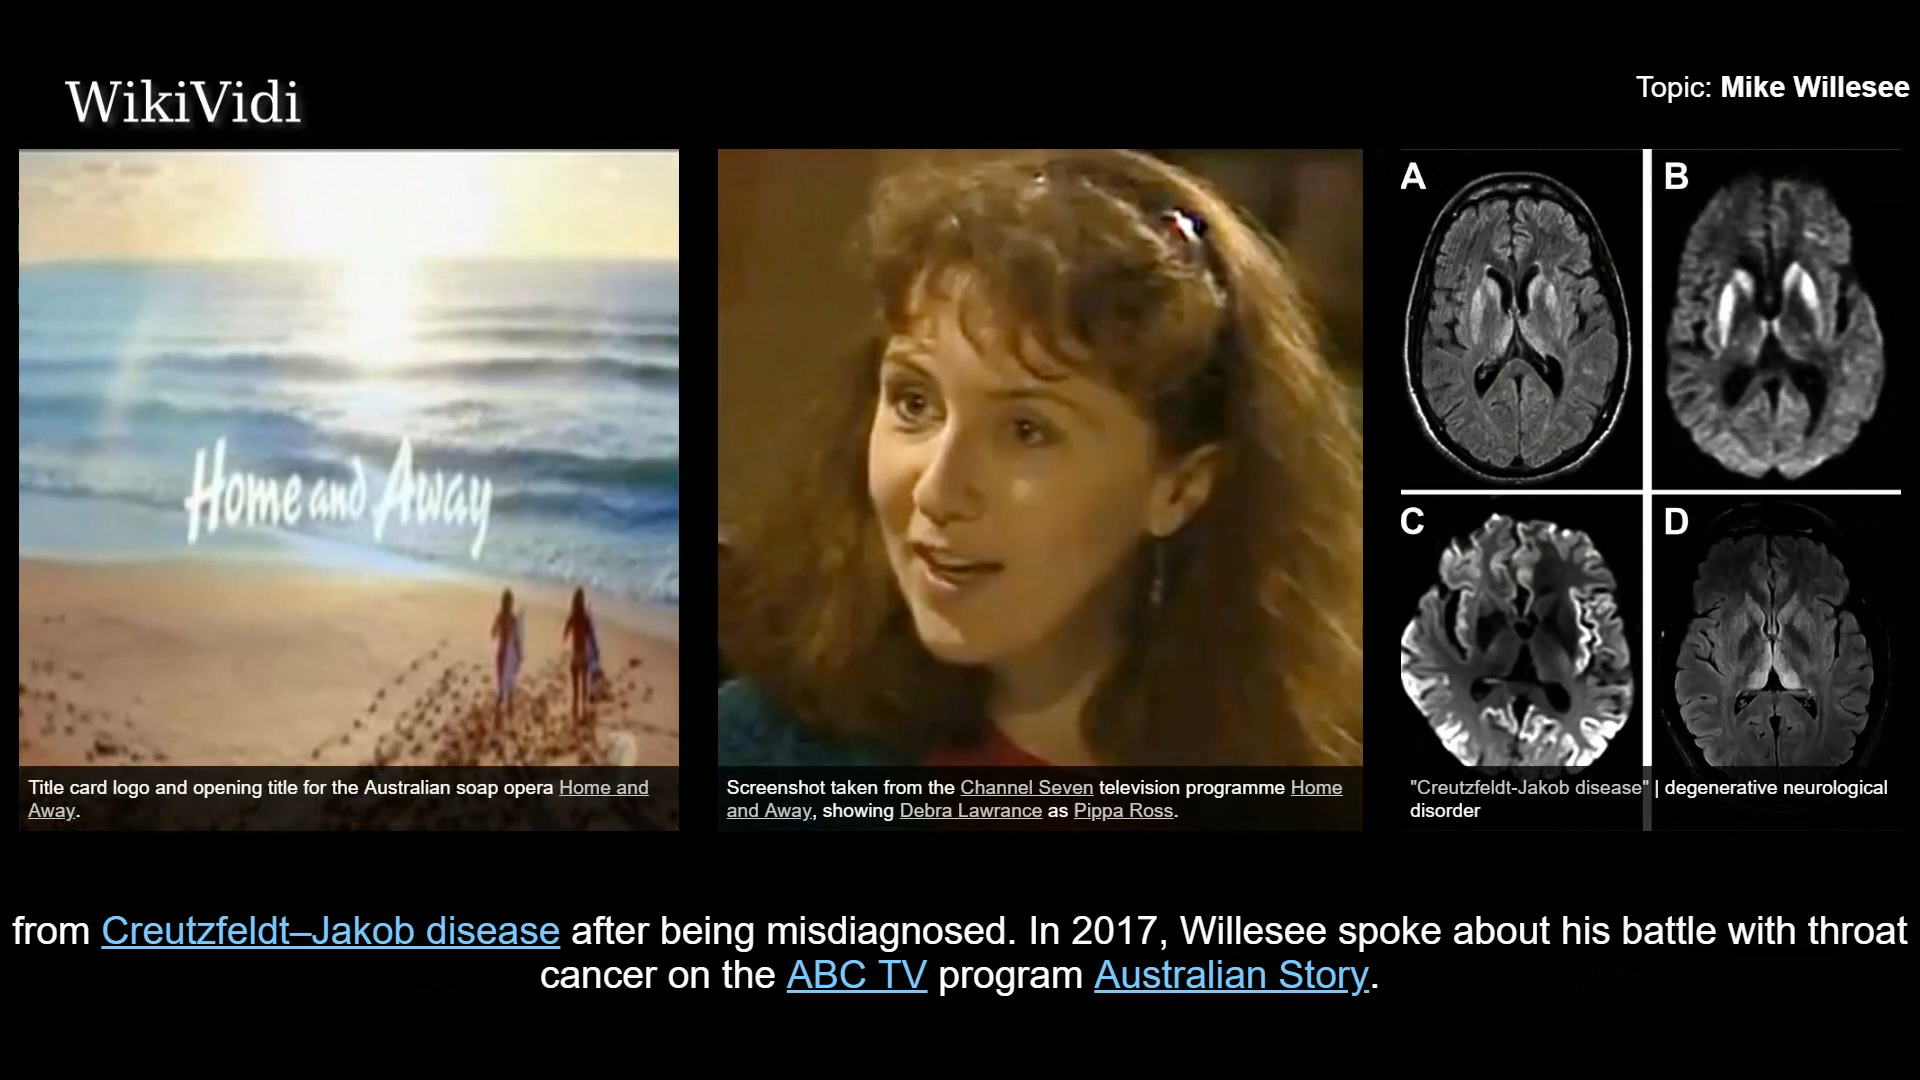 WikiVidi
Topic: Mike Willesee
Home and Away
Title card logo and opening title for the Australian soap opera Home and
Away.
Screenshot taken from the Channel Seven television programme Home
and Away, showing Debra Lawrance as Pippa Ross.
A
B
C
D
"Creutzfeldt-Jakob disease" | degenerative neurological
disorder
from Creutzfeldt–Jakob disease after being misdiagnosed. In 2017, Willesee spoke about his battle with throat
cancer on the ABC TV program Australian Story.